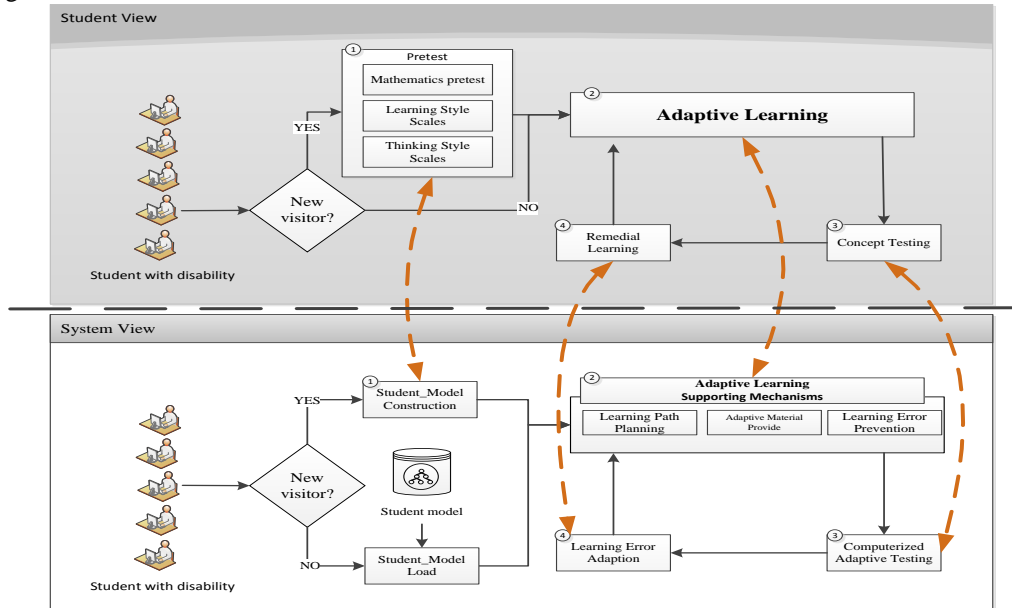 Student View
1
Pretest
Mathematics pretest
Learning Style
Scales
Thinking Style
Scales
YES
New
visitor?
NO
Student with disability
2
Adaptive Learning
4
Remedial
Learning
3
Concept Testing
System View
1
Student_Model
Construction
YES
New
visitor?
NO
Student model
Student_Model
Load
Student with disability
2
Adaptive Learning
Supporting Mechanisms
Learning Path
Planning
Adaptive Material
Provide
Learning Error
Prevention
4
Learning Error
Adaption
3
Computerized
Adaptive Testing